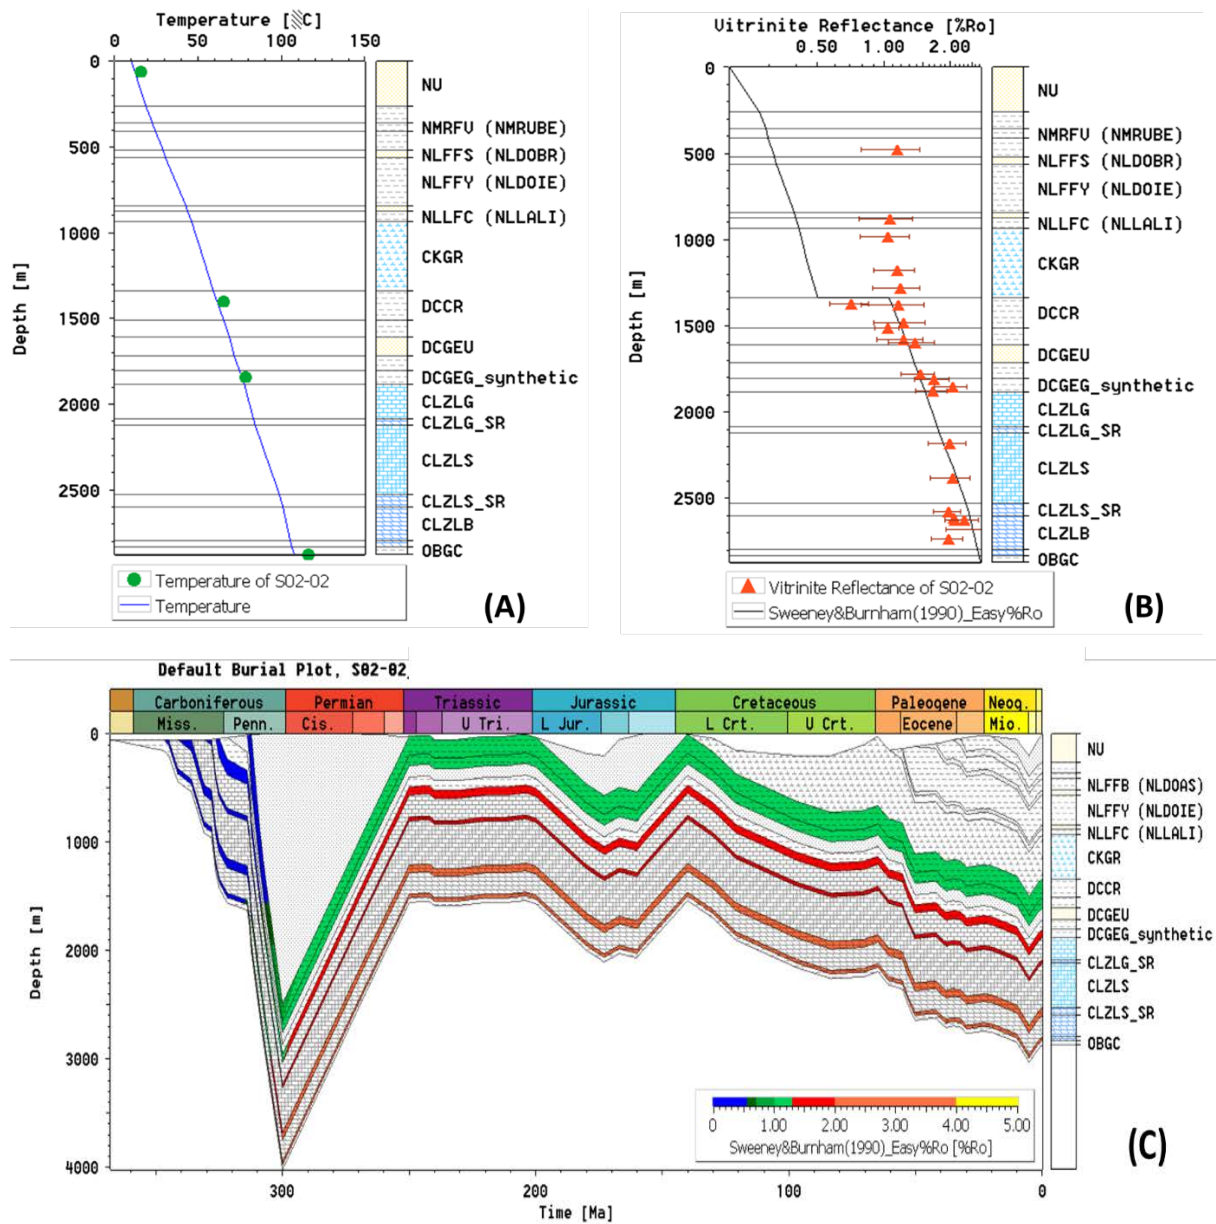 Temperature [°C]
0 50 100 150
0
500
1000
1500
2000
2500
Depth [m]
NU
NMRFV (NMRUBE)
NLFFS (NLDOBR)
NLFFY (NLDOIE)
NLLFC (NLLALI)
CKGR
DCCR
DCGEU
DCGEG_synthetic
CLZLG
CLZLG_SR
CLZLS
CLZLS_SR
CLZLB
OBGC
Temperature of S02-02
Temperature
(A)
Vitrinite Reflectance [%Ro]
0.50 1.00 2.00
0
500
1000
1500
2000
2500
Depth [m]
NU
NMRFV (NMRUBE)
NLFFS (NLDOBR)
NLFFY (NLDOIE)
NLLFC (NLLALI)
CKGR
DCCR
DCGEU
DCGEG_synthetic
CLZLG
CLZLG_SR
CLZLS
CLZLS_SR
CLZLB
OBGC
Vitrinite Reflectance of S02-02
Sweeney&Burnham(1990)_Easy%Ro
(B)
Default Burial Plot, S02-02
Carboniferous Permian Triassic Jurassic Cretaceous Paleogene Neog.
Miss. Penn. Cis. U Tri. L Jur. L Crt. U Crt. Eocene Mio.
0
1000
2000
3000
4000
Depth [m]
NU
NLFFB (NLDOAS)
NLFFY (NLDOIE)
NLLFC (NLLALI)
CKGR
DCCR
DCGEU
DCGEG_synthetic
CLZLG_SR
CLZLS
CLZLS_SR
OBGC
0 1.00 2.00 3.00 4.00 5.00
Sweeney&Burnham(1990)_Easy%Ro [%Ro]
(C)
300 200 100 0
Time [Ma]